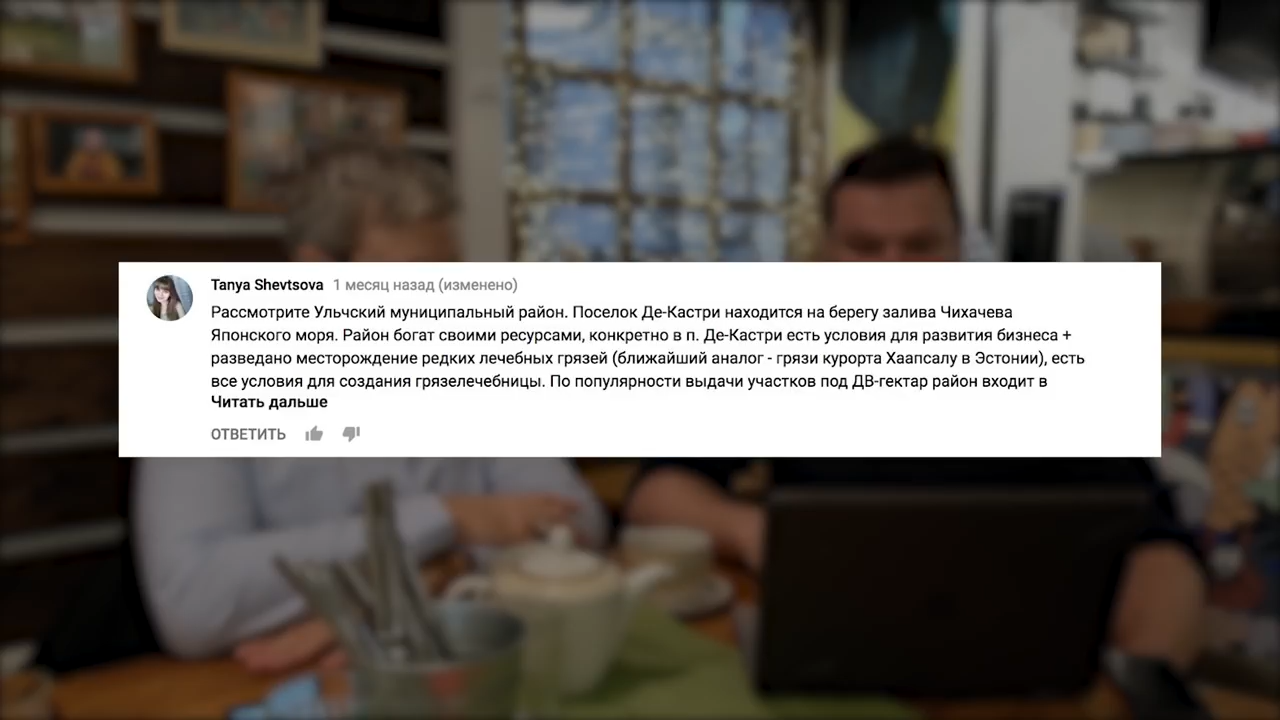 Tanya Shevtsova 1 месяц назад (изменено)
Рассмотрите Ульчский муниципальный район. Поселок Де-Кастри находится на берегу залива Чихачева
Японского моря. Район богат своими ресурсами, конкретно в п. Де-Кастри есть условия для развития бизнеса +
разведано месторождение редких лечебных грязей (ближайший аналог - грязи курорта Хаапсалу в Эстонии), есть
все условия для создания грязелечебницы. По популярности выдачи участков под ДВ-гектар район входит в
Читать дальше
ОТВЕТИТЬ